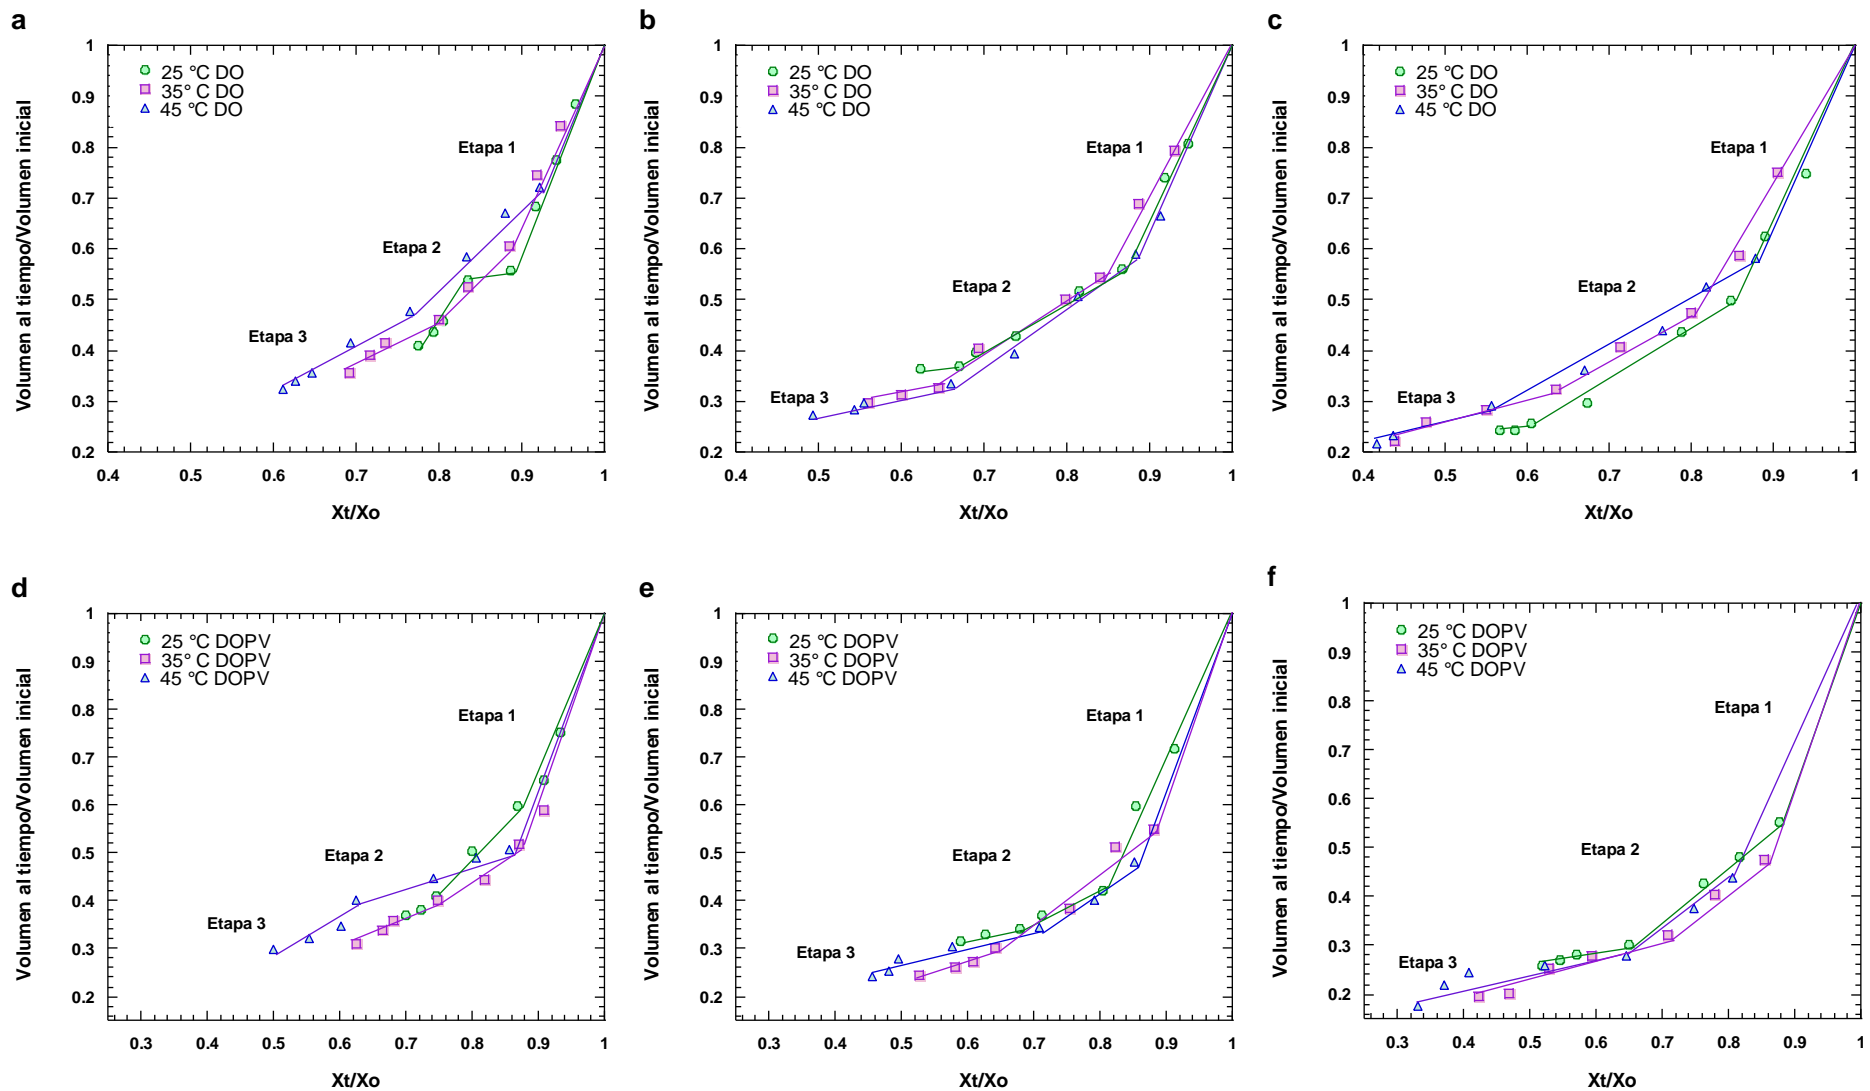 a
1
0.9
0.8
0.7
0.6
0.5
0.4
0.3
0.2
0.4
0.5
0.6
0.7
0.8
0.9
1
Volumen al tiempo/Volumen inicial
Xt/Xo
25 °C DO
35° C DO
45 °C DO
Etapa 1
Etapa 2
Etapa 3
b
1
0.9
0.8
0.7
0.6
0.5
0.4
0.3
0.2
0.4
0.5
0.6
0.7
0.8
0.9
1
Volumen al tiempo/Volumen inicial
Xt/Xo
25 °C DO
35° C DO
45 °C DO
Etapa 1
Etapa 2
Etapa 3
c
1
0.9
0.8
0.7
0.6
0.5
0.4
0.3
0.2
0.4
0.5
0.6
0.7
0.8
0.9
1
Volumen al tiempo/Volumen inicial
Xt/Xo
25 °C DO
35° C DO
45 °C DO
Etapa 1
Etapa 2
Etapa 3
d
1
0.9
0.8
0.7
0.6
0.5
0.4
0.3
0.2
0.3
0.4
0.5
0.6
0.7
0.8
0.9
1
Volumen al tiempo/Volumen inicial
Xt/Xo
25 °C DOPV
35° C DOPV
45 °C DOPV
Etapa 1
Etapa 2
Etapa 3
e
1
0.9
0.8
0.7
0.6
0.5
0.4
0.3
0.2
0.3
0.4
0.5
0.6
0.7
0.8
0.9
1
Volumen al tiempo/Volumen inicial
Xt/Xo
25 °C DOPV
35° C DOPV
45 °C DOPV
Etapa 1
Etapa 2
Etapa 3
f
1
0.9
0.8
0.7
0.6
0.5
0.4
0.3
0.2
0.3
0.4
0.5
0.6
0.7
0.8
0.9
1
Volumen al tiempo/Volumen inicial
Xt/Xo
25 °C DOPV
35° C DOPV
45 °C DOPV
Etapa 1
Etapa 2
Etapa 3